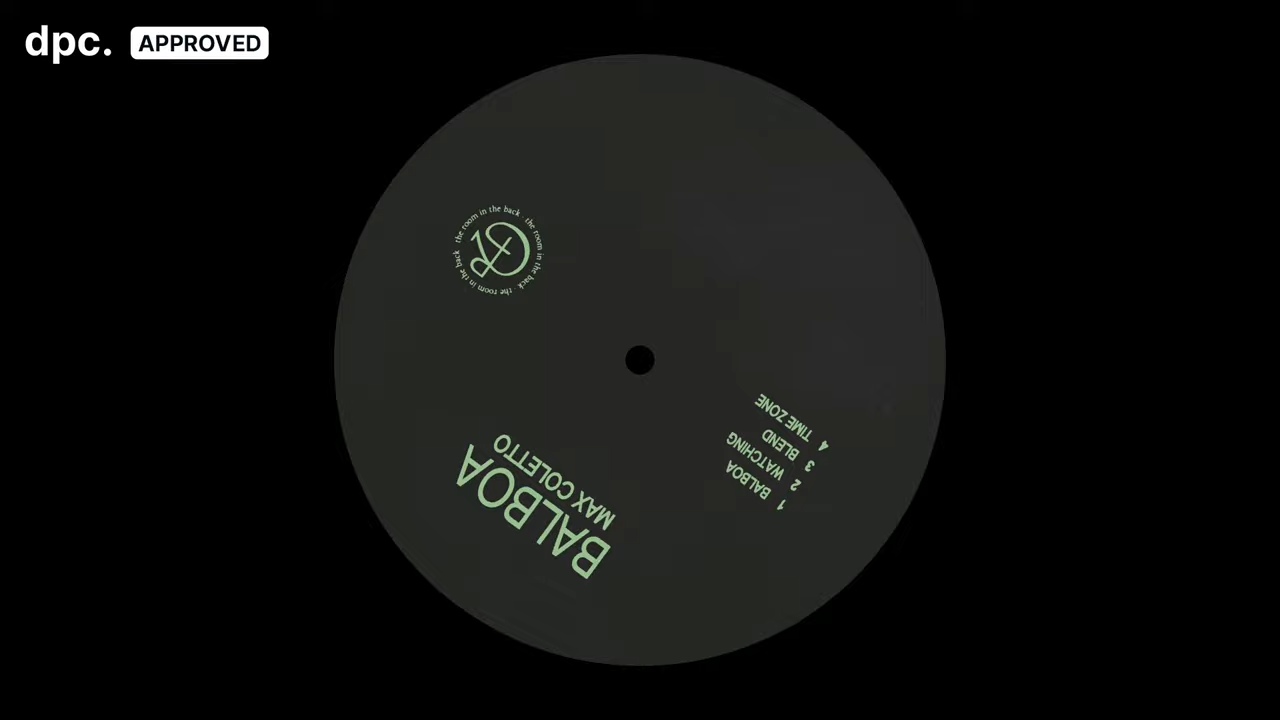 dpc. APPROVED
the room in the back · the room in the back · the room in the back ·
BALBOA
MAX COLETTO
1 BALBOA
2 WATCHING
3 BLEND
4 TIME ZONE